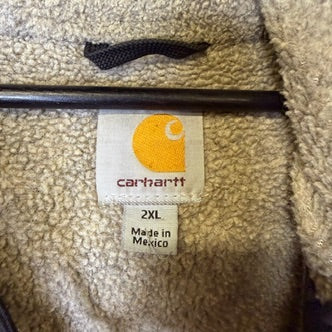 carhartt
2XL
Made in
Mexico